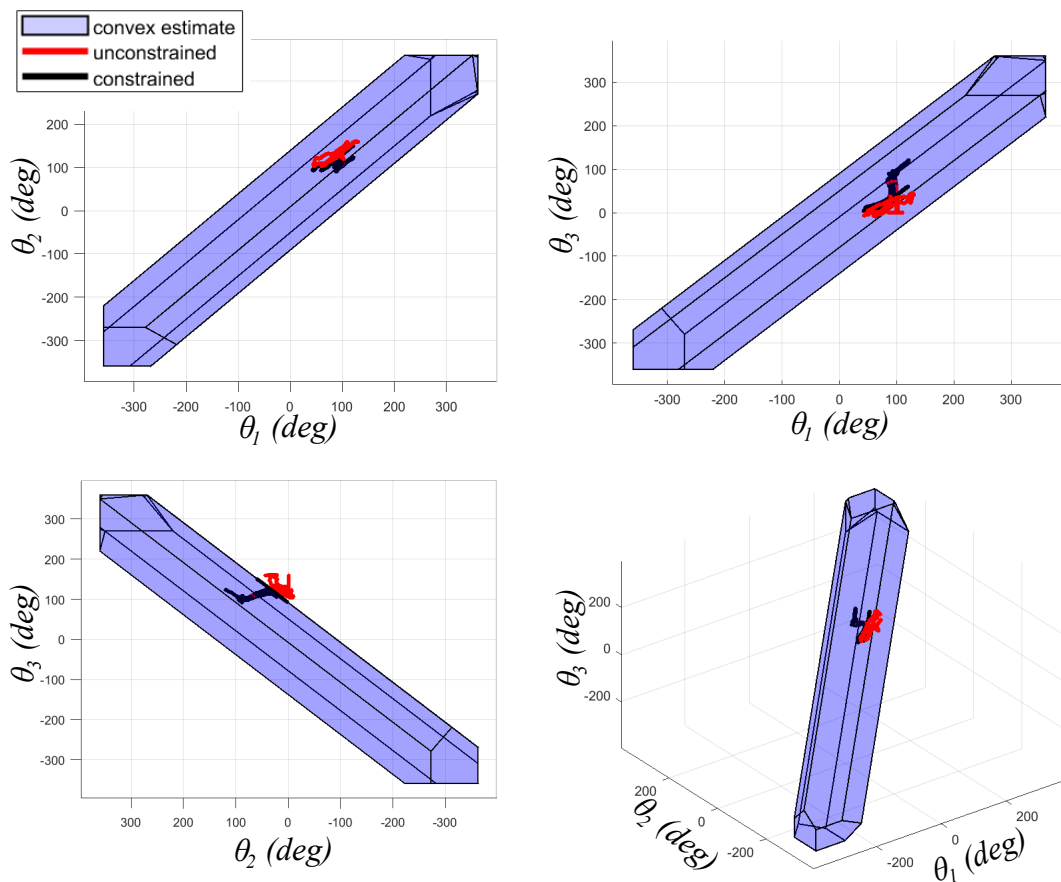 convex estimate
unconstrained
constrained
200
100
0
-100
-200
-300
θ2 (deg)
-300 -200 -100 0 100 200 300
θ1 (deg)
300
200
100
0
-100
-200
-300
θ3 (deg)
-300 -200 -100 0 100 200 300
θ1 (deg)
300
200
100
0
-100
-200
-300
θ3 (deg)
300 200 100 0 -100 -200 -300
θ2 (deg)
200
0
-200
θ3 (deg)
200
0
-200
θ2 (deg)
-200
0
200
θ1 (deg)